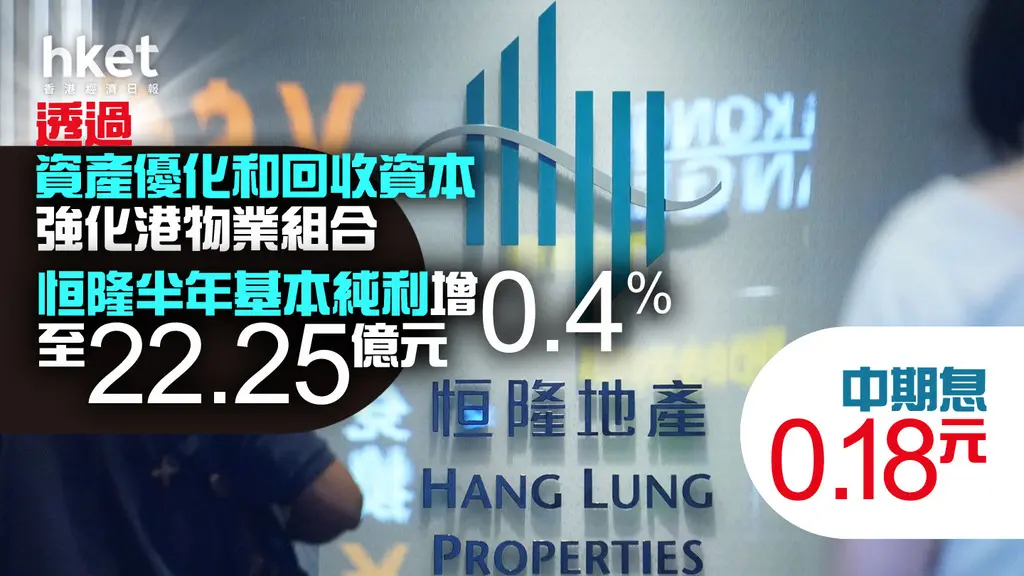 hket
香港經濟日報
透過
資產優化和回收資本
強化港物業組合
恒隆半年基本純利增0.4%
至22.25億元
中期息
0.18元
恒隆地產
HANG LUNG
PROPERTIES